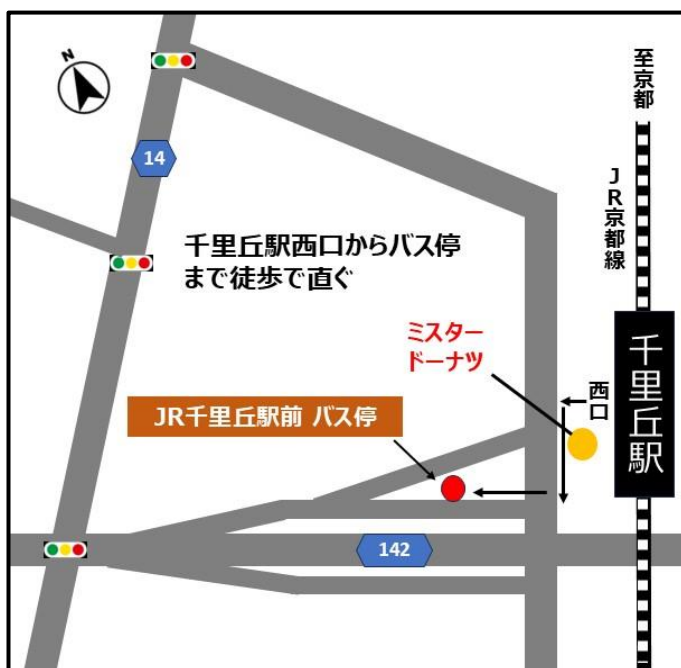 N
至京都
14
JR京都線
千里丘駅西口からバス停
まで徒歩で直ぐ
ミスター
ドーナツ
千里丘駅
西口
JR千里丘駅前 バス停
142